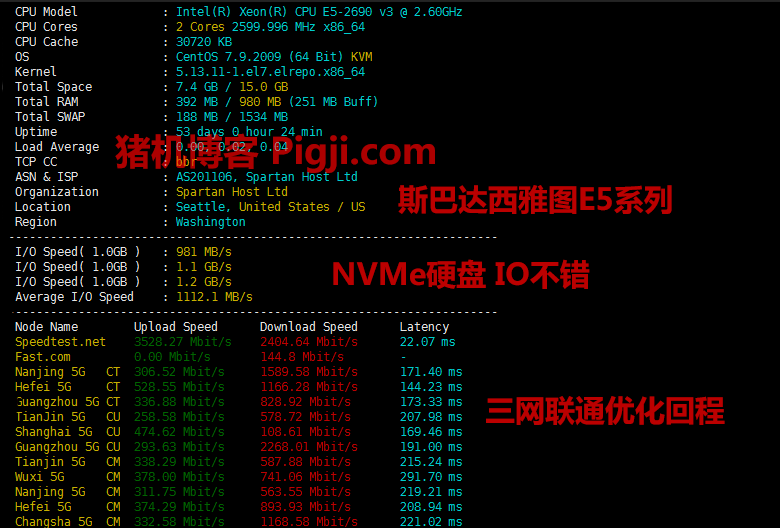 CPU Model : Intel(R) Xeon(R) CPU E5-2690 v3 @ 2.60GHz
CPU Cores : 2 Cores 2599.996 MHz x86_64
CPU Cache : 30720 KB
OS : CentOS 7.9.2009 (64 Bit) KVM
Kernel : 5.13.11-1.el7.elrepo.x86_64
Total Space : 7.4 GB / 15.0 GB
Total RAM : 392 MB / 980 MB (251 MB Buff)
Total SWAP : 188 MB / 1534 MB
Uptime : 53 days 0 hour 24 min
Load Average : 0.00, 0.02, 0.04
猪机博客 Pigji.com
TCP CC : bbr
ASN & ISP : AS201106, Spartan Host Ltd
Organization : Spartan Host Ltd
斯巴达西雅图E5系列
Location : Seattle, United States / US
Region : Washington
----------------------------------------------------------------------
I/O Speed( 1.0GB ) : 981 MB/s
I/O Speed( 1.0GB ) : 1.1 GB/s
NVMe硬盘 IO不错
I/O Speed( 1.0GB ) : 1.2 GB/s
Average I/O Speed : 1112.1 MB/s
----------------------------------------------------------------------
Node Name Upload Speed Download Speed Latency
Speedtest.net 3528.27 Mbit/s 2404.64 Mbit/s 22.07 ms
Fast.com 0.00 Mbit/s 144.8 Mbit/s -
Nanjing 5G CT 306.52 Mbit/s 1589.58 Mbit/s 171.40 ms
Hefei 5G CT 528.55 Mbit/s 1166.28 Mbit/s 144.23 ms
Guangzhou 5G CT 336.88 Mbit/s 828.92 Mbit/s 173.33 ms
三网联通优化回程
TianJin 5G CU 258.58 Mbit/s 578.72 Mbit/s 207.98 ms
Shanghai 5G CU 474.62 Mbit/s 108.61 Mbit/s 169.46 ms
Guangzhou 5G CU 293.63 Mbit/s 2268.01 Mbit/s 191.00 ms
Tianjin 5G CM 338.29 Mbit/s 587.88 Mbit/s 215.24 ms
Wuxi 5G CM 378.00 Mbit/s 741.06 Mbit/s 291.70 ms
Nanjing 5G CM 311.75 Mbit/s 563.55 Mbit/s 219.21 ms
Hefei 5G CM 374.29 Mbit/s 893.93 Mbit/s 208.94 ms
Changsha 5G CM 332.58 Mbit/s 1168.58 Mbit/s 221.02 ms